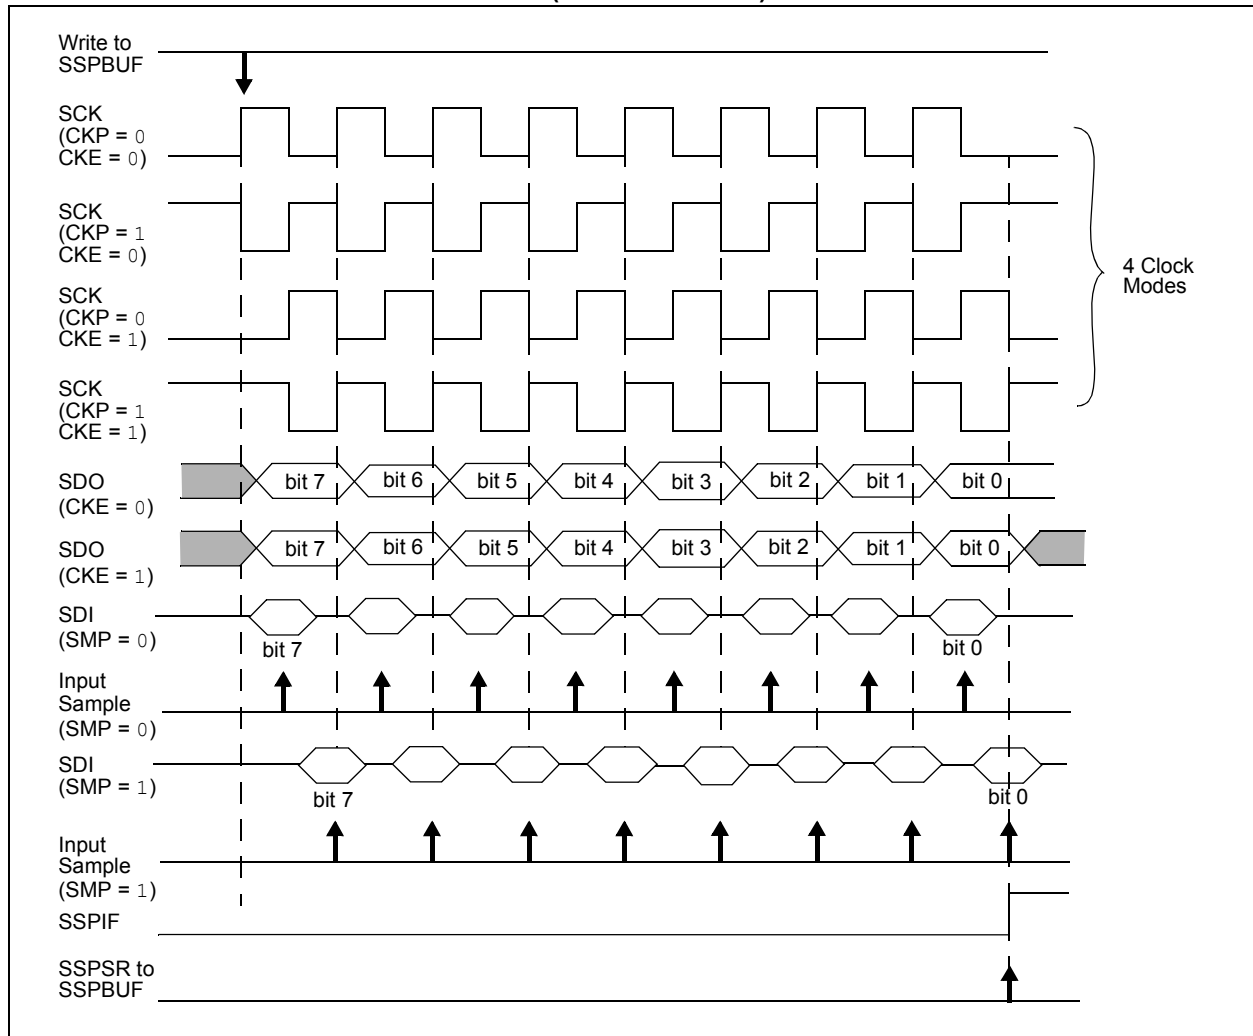 Write to
SSPBUF
SCK
(CKP = 0
CKE = 0)
SCK
(CKP = 1
CKE = 0)
SCK
(CKP = 0
CKE = 1)
SCK
(CKP = 1
CKE = 1)
4 Clock
Modes
SDO
(CKE = 0)
bit 7 bit 6 bit 5 bit 4 bit 3 bit 2 bit 1 bit 0
SDO
(CKE = 1)
bit 7 bit 6 bit 5 bit 4 bit 3 bit 2 bit 1 bit 0
SDI
(SMP = 0)
bit 7 bit 0
Input
Sample
(SMP = 0)
SDI
(SMP = 1)
bit 7 bit 0
Input
Sample
(SMP = 1)
SSPIF
SSPSR to
SSPBUF